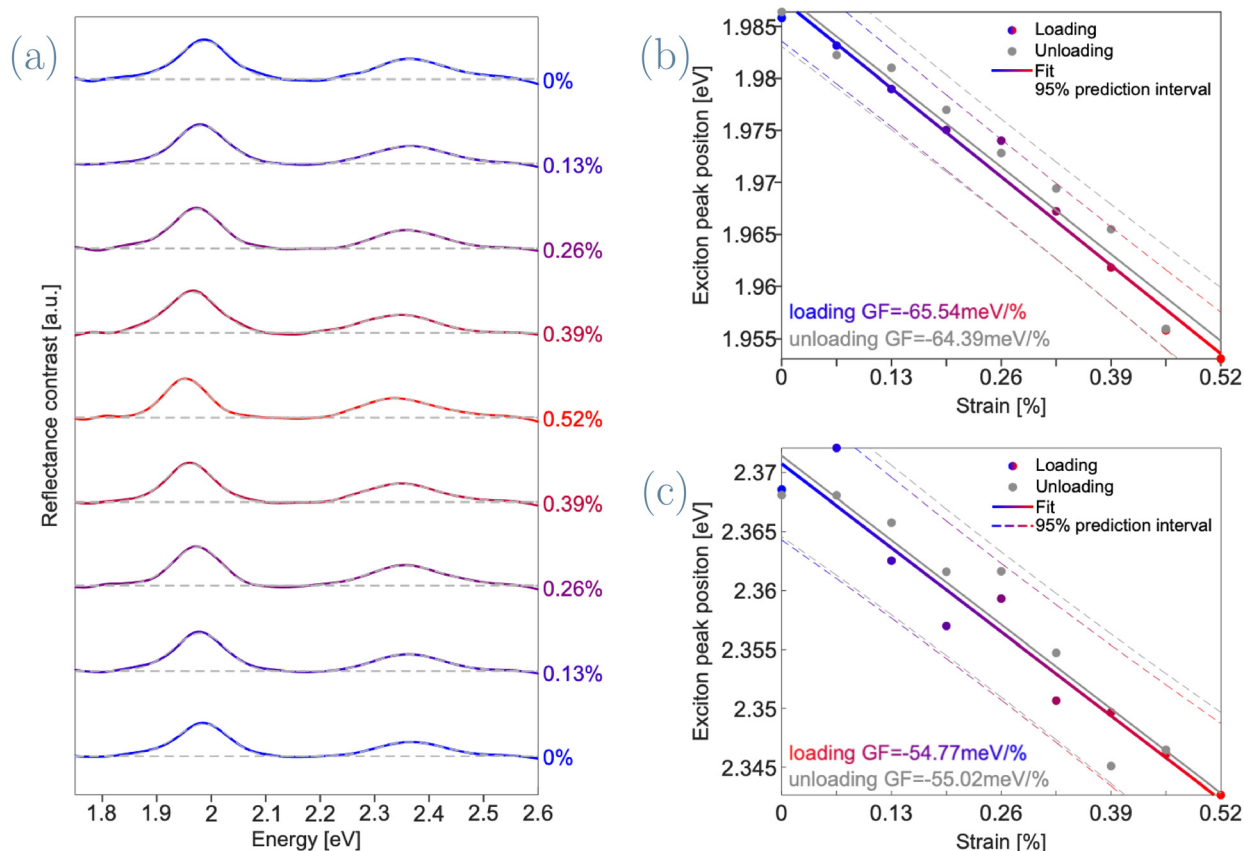 (a)
Reflectance contrast [a.u.]
0%
0.13%
0.26%
0.39%
0.52%
0.39%
0.26%
0.13%
0%
1.8 1.9 2 2.1 2.2 2.3 2.4 2.5 2.6
Energy [eV]
(b)
Exciton peak positon [eV]
1.985
1.98
1.975
1.97
1.965
1.96
1.955
Loading
Unloading
Fit
95% prediction interval
loading GF=-65.54meV/%
unloading GF=-64.39meV/%
0 0.13 0.26 0.39 0.52
Strain [%]
(c)
Exciton peak positon [eV]
2.37
2.365
2.36
2.355
2.35
2.345
Loading
Unloading
Fit
95% prediction interval
loading GF=-54.77meV/%
unloading GF=-55.02meV/%
0 0.13 0.26 0.39 0.52
Strain [%]